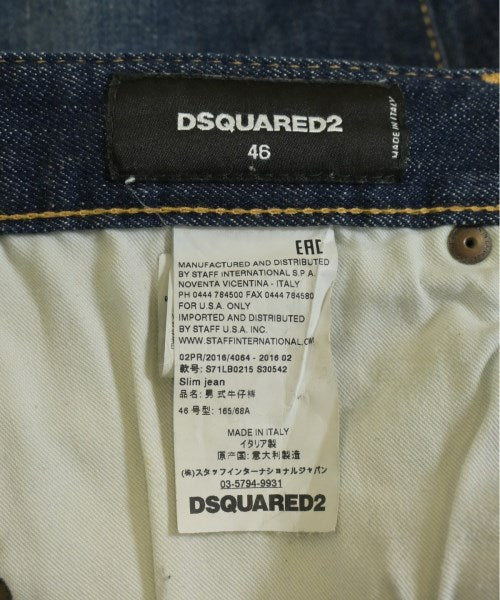 DSQUARED2
46
MADE IN ITALY
EAC
MANUFACTURED AND DISTRIBUTED
BY STAFF INTERNATIONAL S.P.A.
NOVENTA VICENTINA - ITALY
PH 0444 784500 FAX 0444 784580
FOR U.S.A. ONLY
IMPORTED AND DISTRIBUTED
BY STAFF U.S.A. INC.
WWW.STAFFINTERNATIONAL.COM
02PR/2016/4064 - 2016 02
款号: S71LB0215 S30542
Slim jean
品名: 男式牛仔裤
46 号型: 165/68A
MADE IN ITALY
イタリア製
原产国: 意大利製造
(株)スタッフインターナショナルジャパン
03-5794-9931
DSQUARED2